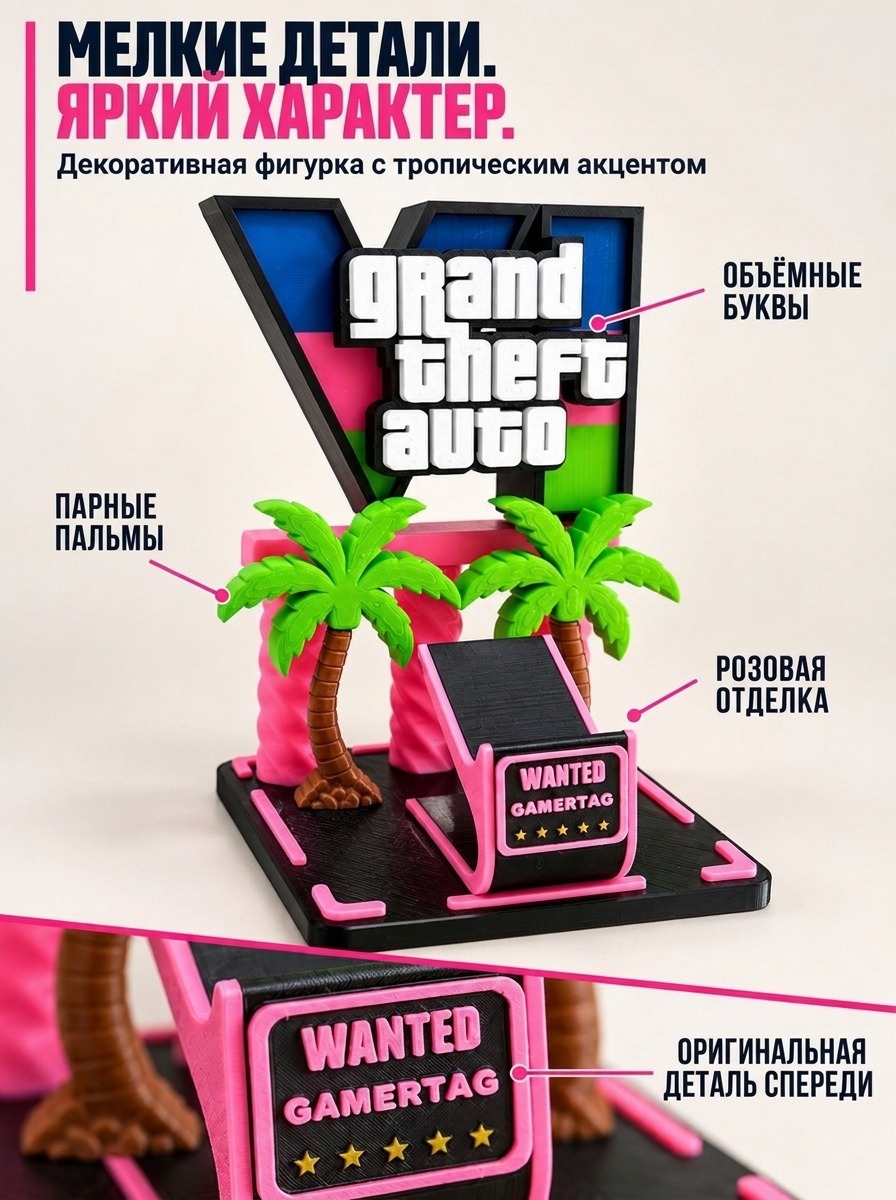 МЕЛКИЕ ДЕТАЛИ.
ЯРКИЙ ХАРАКТЕР.
Декоративная фигурка с тропическим акцентом
VI
grand
theft
auto
ОБЪЁМНЫЕ
БУКВЫ
ПАРНЫЕ
ПАЛЬМЫ
РОЗОВАЯ
ОТДЕЛКА
WANTED
GAMERTAG
WANTED
GAMERTAG
ОРИГИНАЛЬНАЯ
ДЕТАЛЬ СПЕРЕДИ